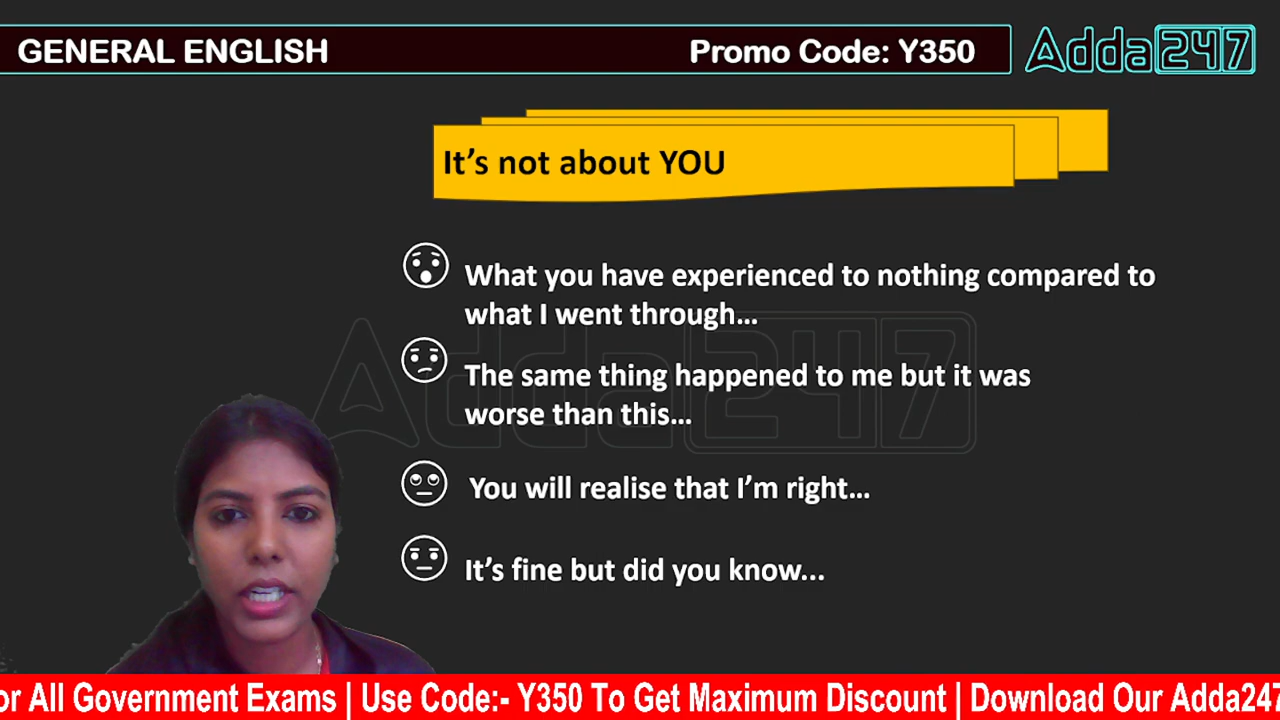 GENERAL ENGLISH
Promo Code: Y350
Adda247
It's not about YOU
What you have experienced to nothing compared to
what I went through...
The same thing happened to me but it was
worse than this...
You will realise that I'm right...
It's fine but did you know...
Adda247
or All Government Exams | Use Code:- Y350 To Get Maximum Discount | Download Our Adda247